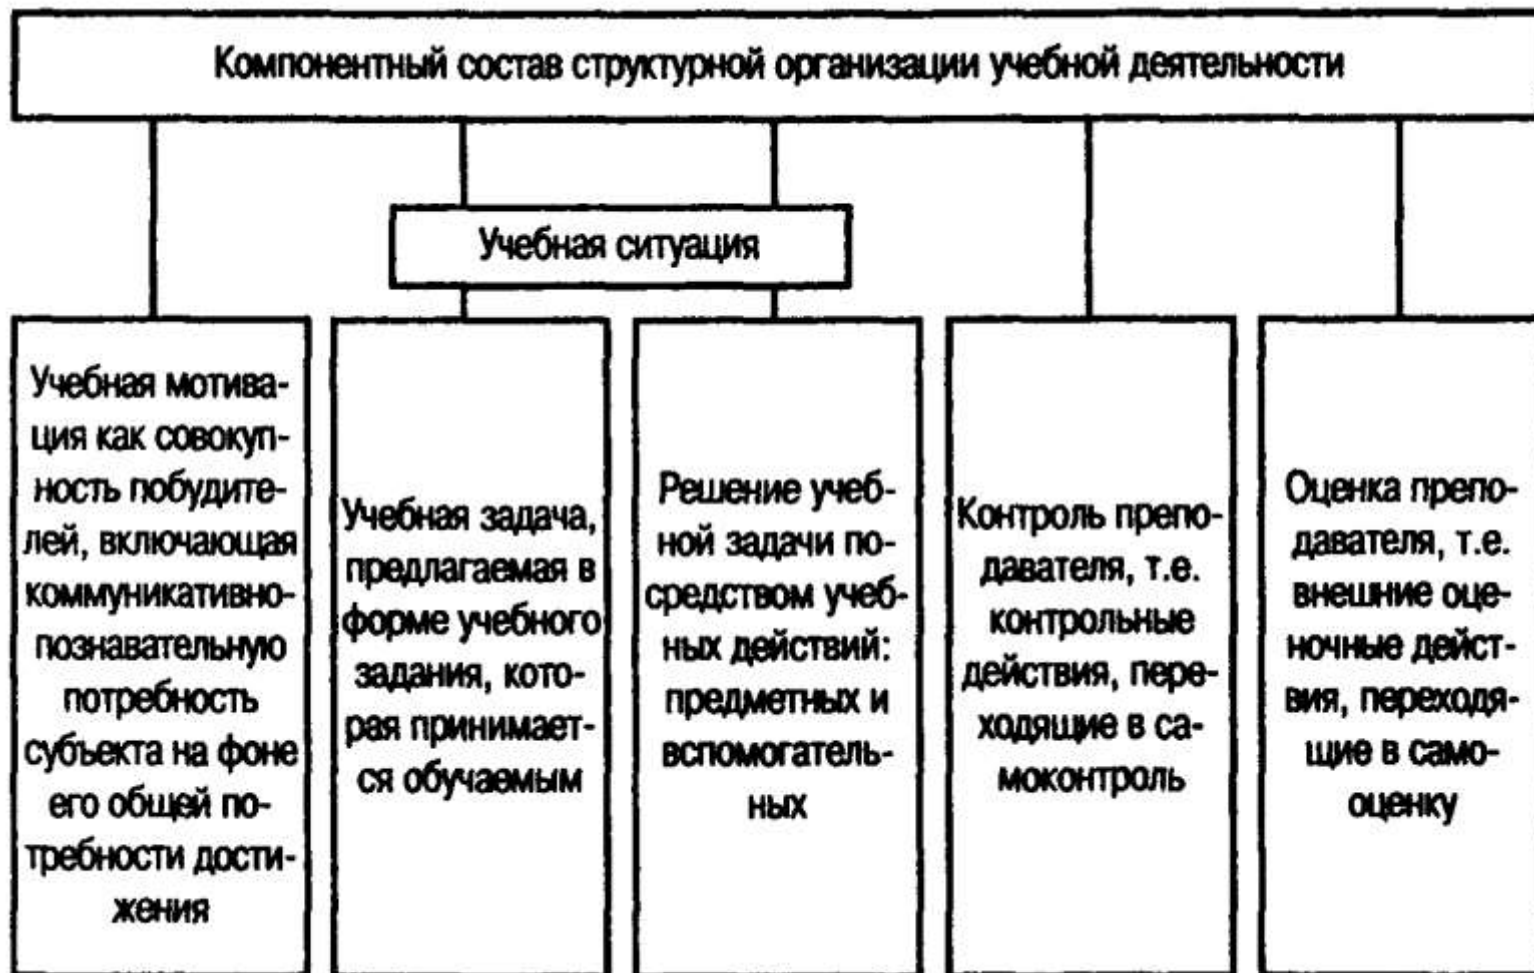 Компонентный состав структурной организации учебной деятельности
Учебная ситуация
Учебная мотива-
ция как совокуп-
ность побудите-
лей, включающая
коммуникативно-
познавательную
потребность
субъекта на фоне
его общей по-
требности дости-
жения
Учебная задача,
предлагаемая в
форме учебного
задания, кото-
рая принимает-
ся обучаемым
Решение учеб-
ной задачи по-
средством учеб-
ных действий:
предметных и
вспомогатель-
ных
Контроль препо-
давателя, т.е.
контрольные
действия, пере-
ходящие в са-
моконтроль
Оценка препо-
давателя, т.е.
внешние оце-
ночные дейст-
вия, переходя-
щие в само-
оценку